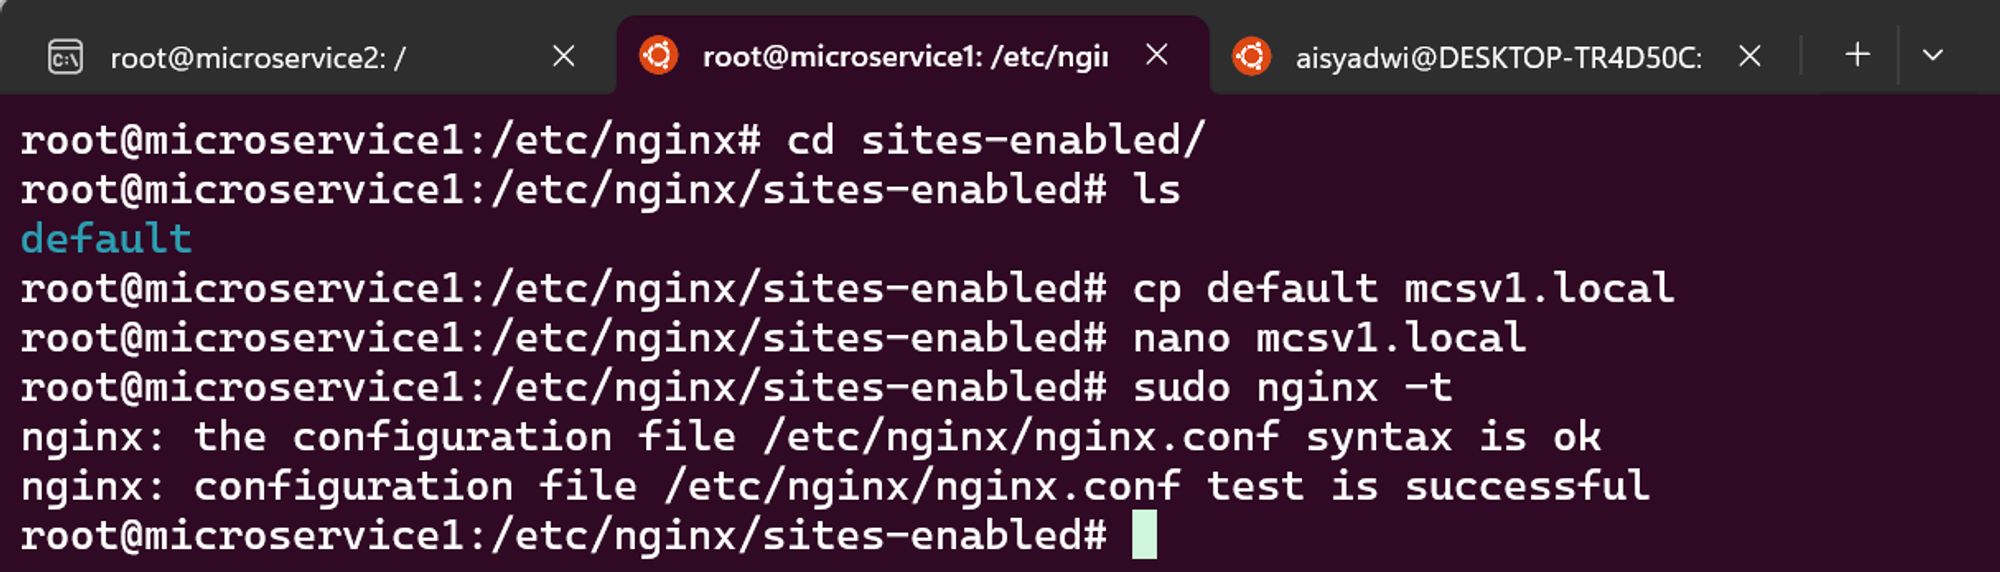 root@microservice2: /
root@microservice1: /etc/ngin
aisyadwi@DESKTOP-TR4D50C:
root@microservice1:/etc/nginx# cd sites-enabled/
root@microservice1:/etc/nginx/sites-enabled# ls
default
root@microservice1:/etc/nginx/sites-enabled# cp default mcsv1.local
root@microservice1:/etc/nginx/sites-enabled# nano mcsv1.local
root@microservice1:/etc/nginx/sites-enabled# sudo nginx -t
nginx: the configuration file /etc/nginx/nginx.conf syntax is ok
nginx: configuration file /etc/nginx/nginx.conf test is successful
root@microservice1:/etc/nginx/sites-enabled#